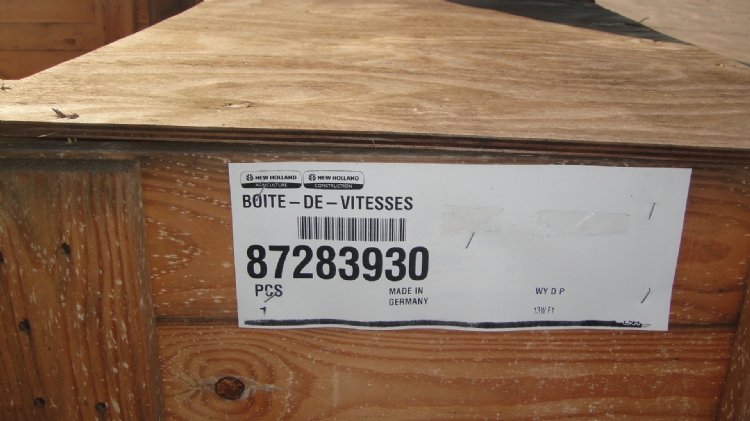 NEW HOLLAND NEW HOLLAND
AGRICULTURE CONSTRUCTION
BOITE-DE-VITESSES
87283930
PCS MADE IN WY D P
GERMANY
1 13W F1